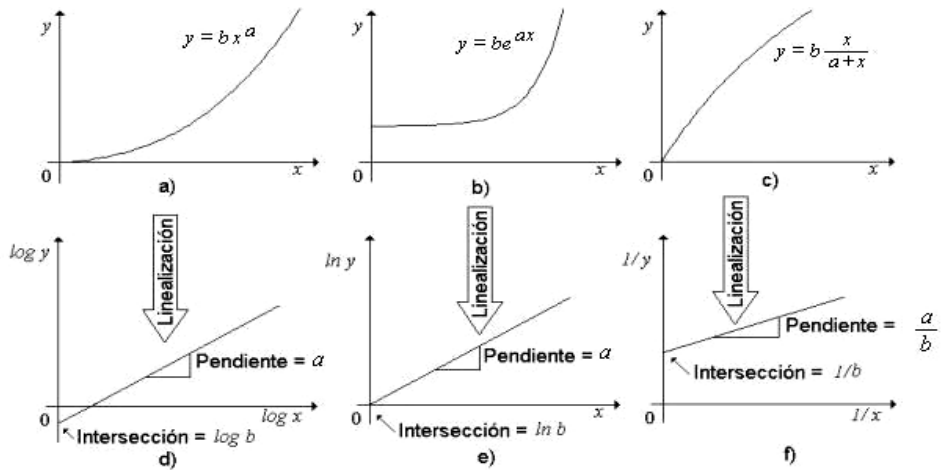 y
y = b x^a
0
x
a)
y
y = be^{ax}
0
x
b)
y
y = b x/(a+x)
0
x
c)
log y
Linealización
Pendiente = a
0
log x
Intersección = log b
d)
ln y
Linealización
Pendiente = a
0
x
Intersección = ln b
e)
1/y
Linealización
Pendiente = a/b
Intersección = 1/b
0
1/x
f)